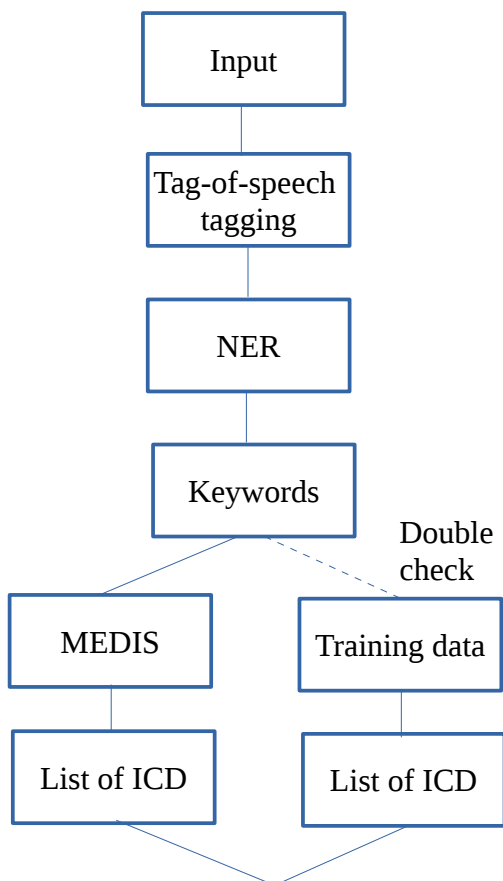 Input
Tag-of-speech
tagging
NER
Keywords
Double
check
MEDIS
Training data
List of ICD
List of ICD